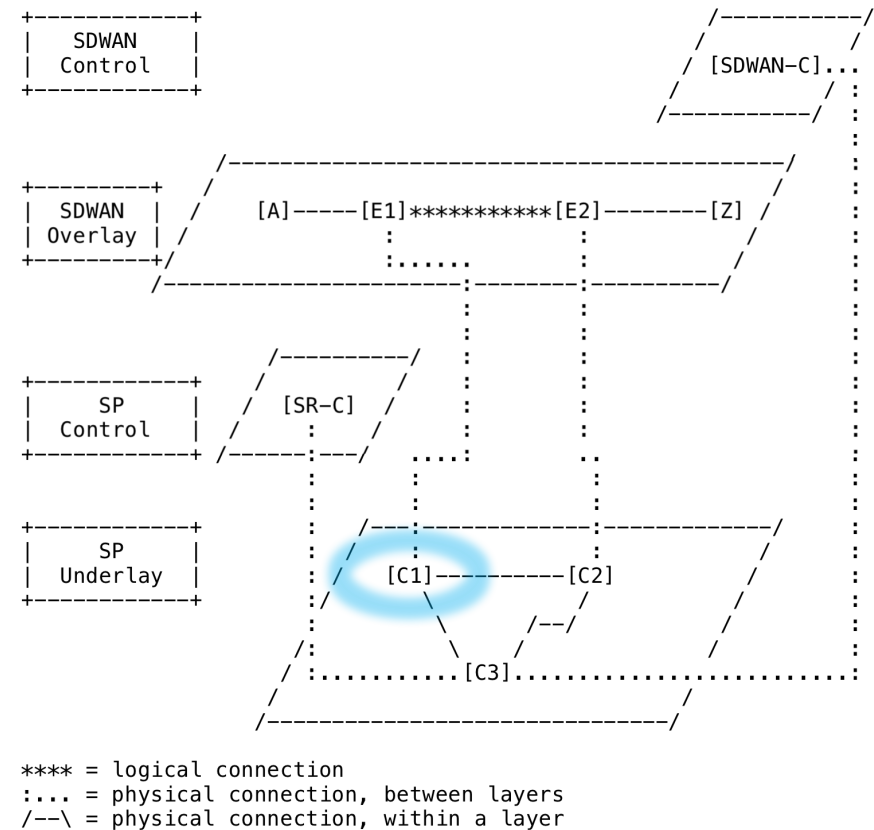 SDWAN
Control
[SDWAN-C]
SDWAN
Overlay
[A]-----[E1]***********[E2]--------[Z]
SP
Control
[SR-C]
SP
Underlay
[C1]----------[C2]
[C3]
**** = logical connection
:... = physical connection, between layers
/--\ = physical connection, within a layer